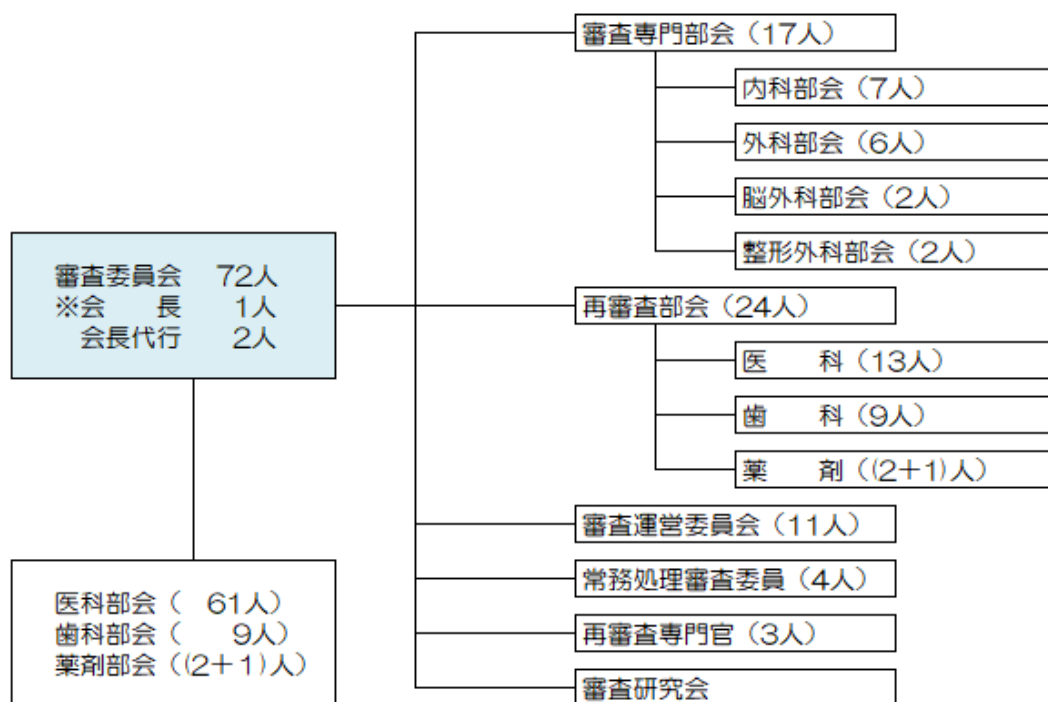 審査専門部会（17人）
内科部会（7人）
外科部会（6人）
脳外科部会（2人）
整形外科部会（2人）
審査委員会　72人
※会　　長　　1人
会長代行　　2人
再審査部会（24人）
医　　科（13人）
歯　　科（9人）
薬　　剤（(2＋1)人）
審査運営委員会（11人）
常務処理審査委員（4人）
再審査専門官（3人）
審査研究会
医科部会（　61人）
歯科部会（　　9人）
薬剤部会（(2＋1)人）